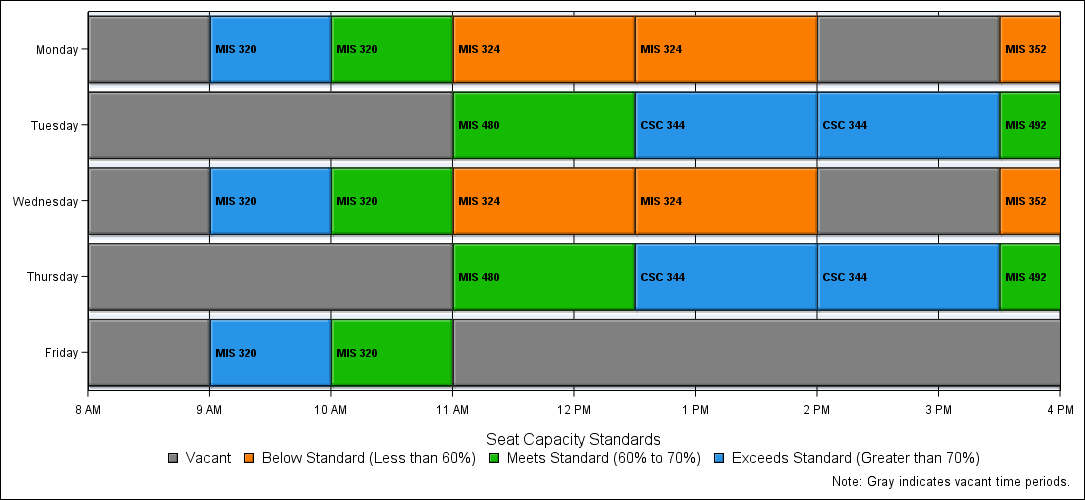 Monday MIS 320 MIS 320 MIS 324 MIS 324 MIS 352
Tuesday MIS 480 CSC 344 CSC 344 MIS 492
Wednesday MIS 320 MIS 320 MIS 324 MIS 324 MIS 352
Thursday MIS 480 CSC 344 CSC 344 MIS 492
Friday MIS 320 MIS 320
8 AM 9 AM 10 AM 11 AM 12 PM 1 PM 2 PM 3 PM 4 PM
Seat Capacity Standards
Vacant Below Standard (Less than 60%) Meets Standard (60% to 70%) Exceeds Standard (Greater than 70%)
Note: Gray indicates vacant time periods.